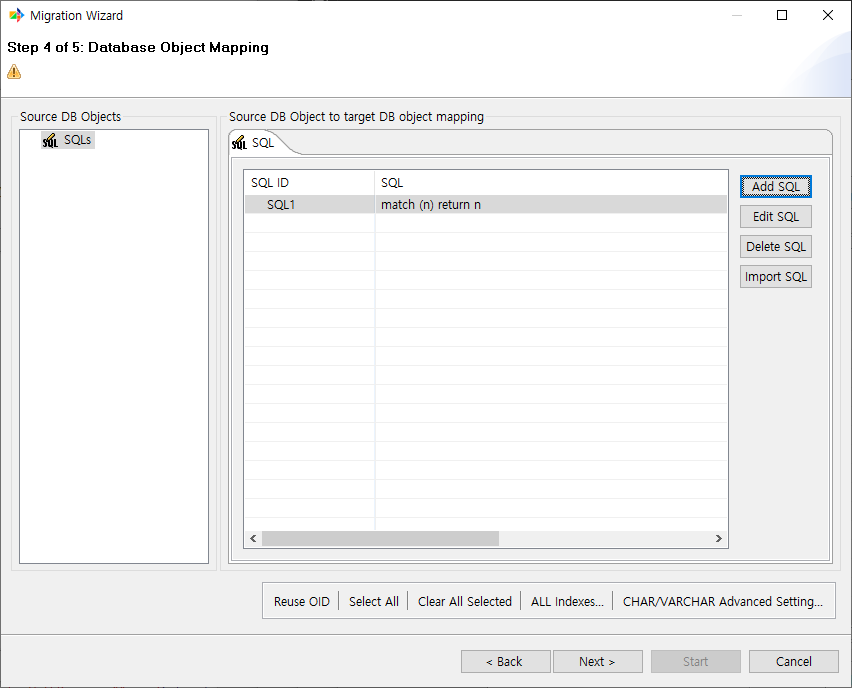 Migration Wizard
Step 4 of 5: Database Object Mapping
Source DB Objects
SQL SQLs
Source DB Object to target DB object mapping
SQL SQL
SQL ID SQL
SQL1 match (n) return n
Add SQL
Edit SQL
Delete SQL
Import SQL
Reuse OID Select All Clear All Selected ALL Indexes... CHAR/VARCHAR Advanced Setting...
< Back Next > Start Cancel